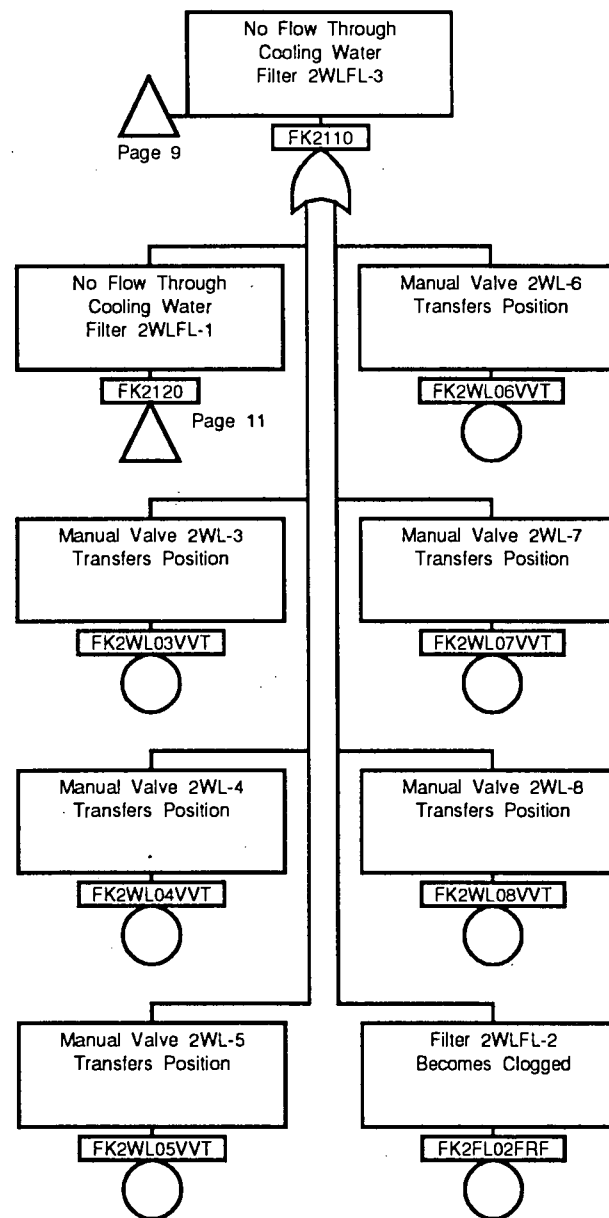 No Flow Through
Cooling Water
Filter 2WLFL-3
Page 9
FK2110
No Flow Through
Cooling Water
Filter 2WLFL-1
FK2120
Page 11
Manual Valve 2WL-6
Transfers Position
FK2WL06VVT
Manual Valve 2WL-3
Transfers Position
FK2WL03VVT
Manual Valve 2WL-7
Transfers Position
FK2WL07VVT
Manual Valve 2WL-4
Transfers Position
FK2WL04VVT
Manual Valve 2WL-8
Transfers Position
FK2WL08VVT
Manual Valve 2WL-5
Transfers Position
FK2WL05VVT
Filter 2WLFL-2
Becomes Clogged
FK2FL02FRF